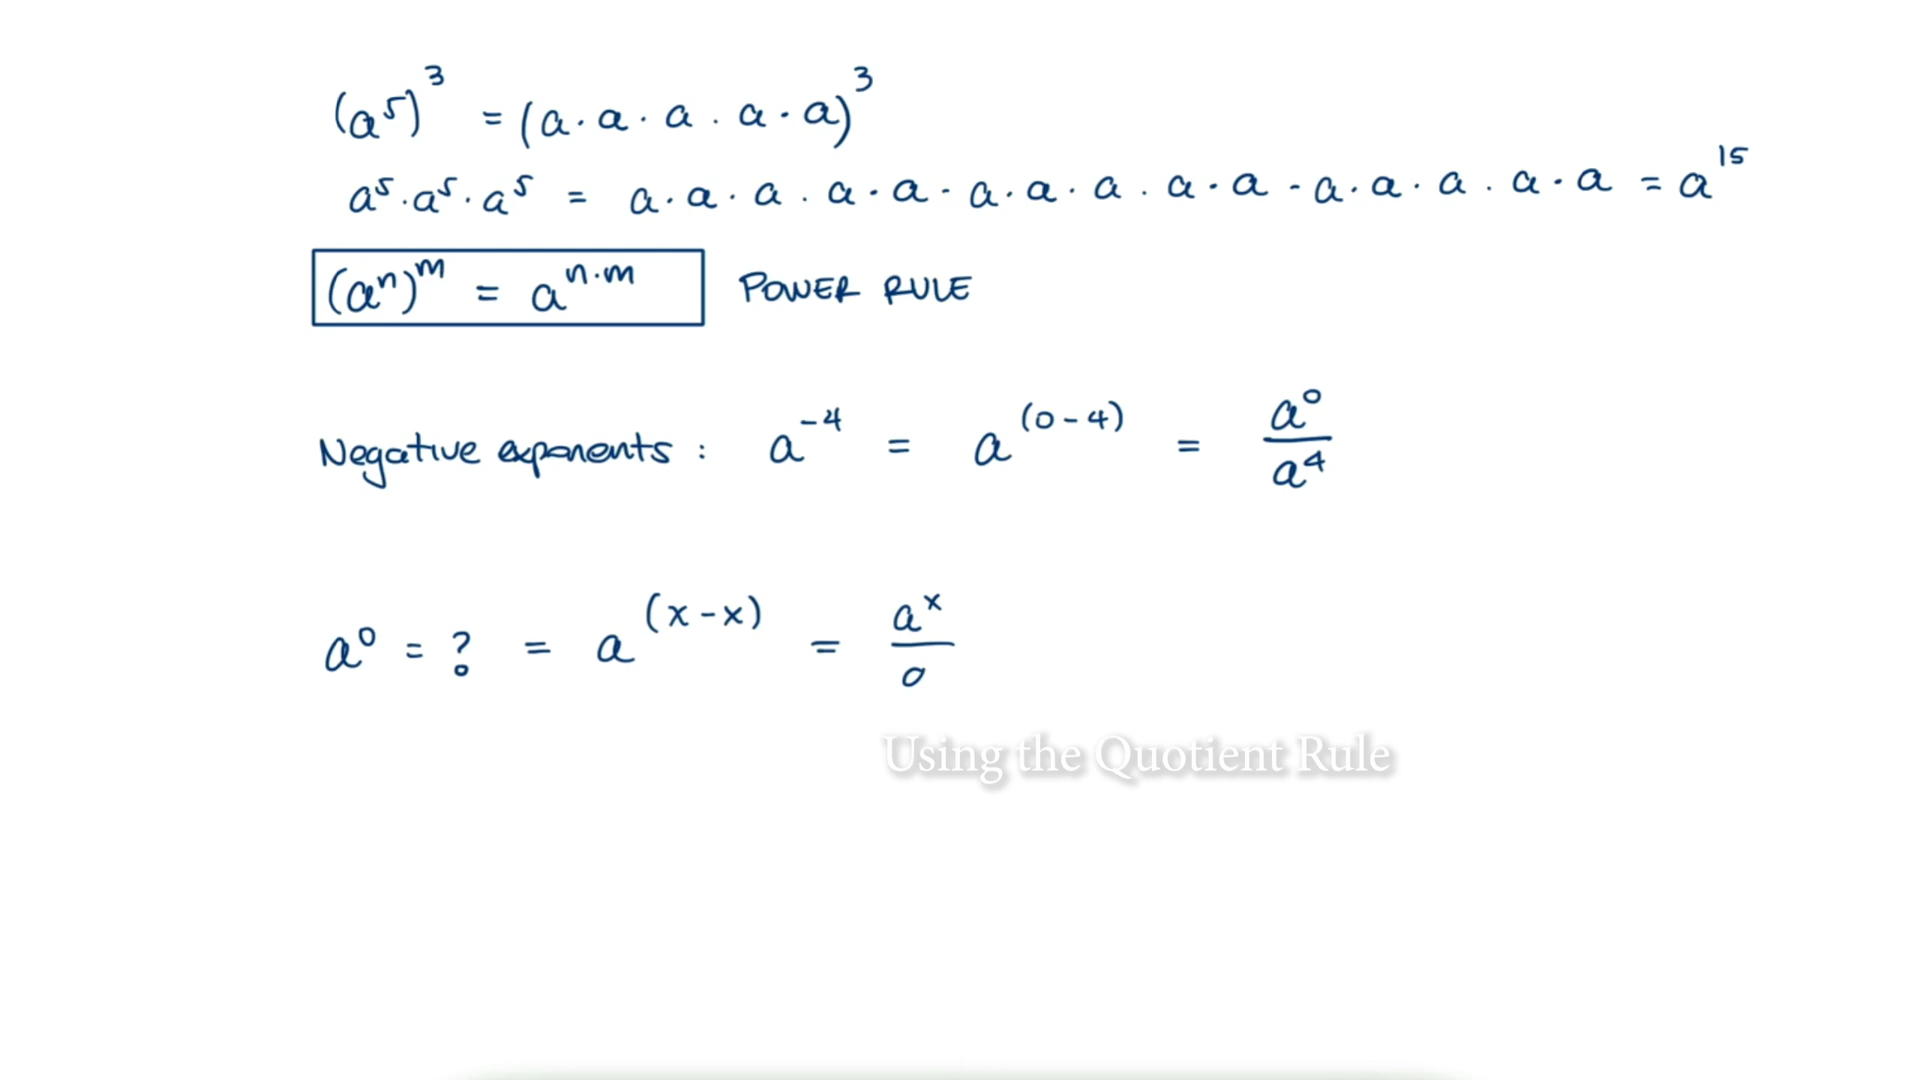 (a⁵)³ = (a · a · a · a · a)³
a⁵ · a⁵ · a⁵ = a · a · a · a · a · a · a · a · a · a · a · a · a · a · a = a¹⁵
(aⁿ)ᵐ = aⁿ·ᵐ POWER RULE
Negative exponents : a⁻⁴ = a⁽⁰⁻⁴⁾ = a⁰/a⁴
a⁰ = ? = a⁽ˣ⁻ˣ⁾ = aˣ/o
Using the Quotient Rule